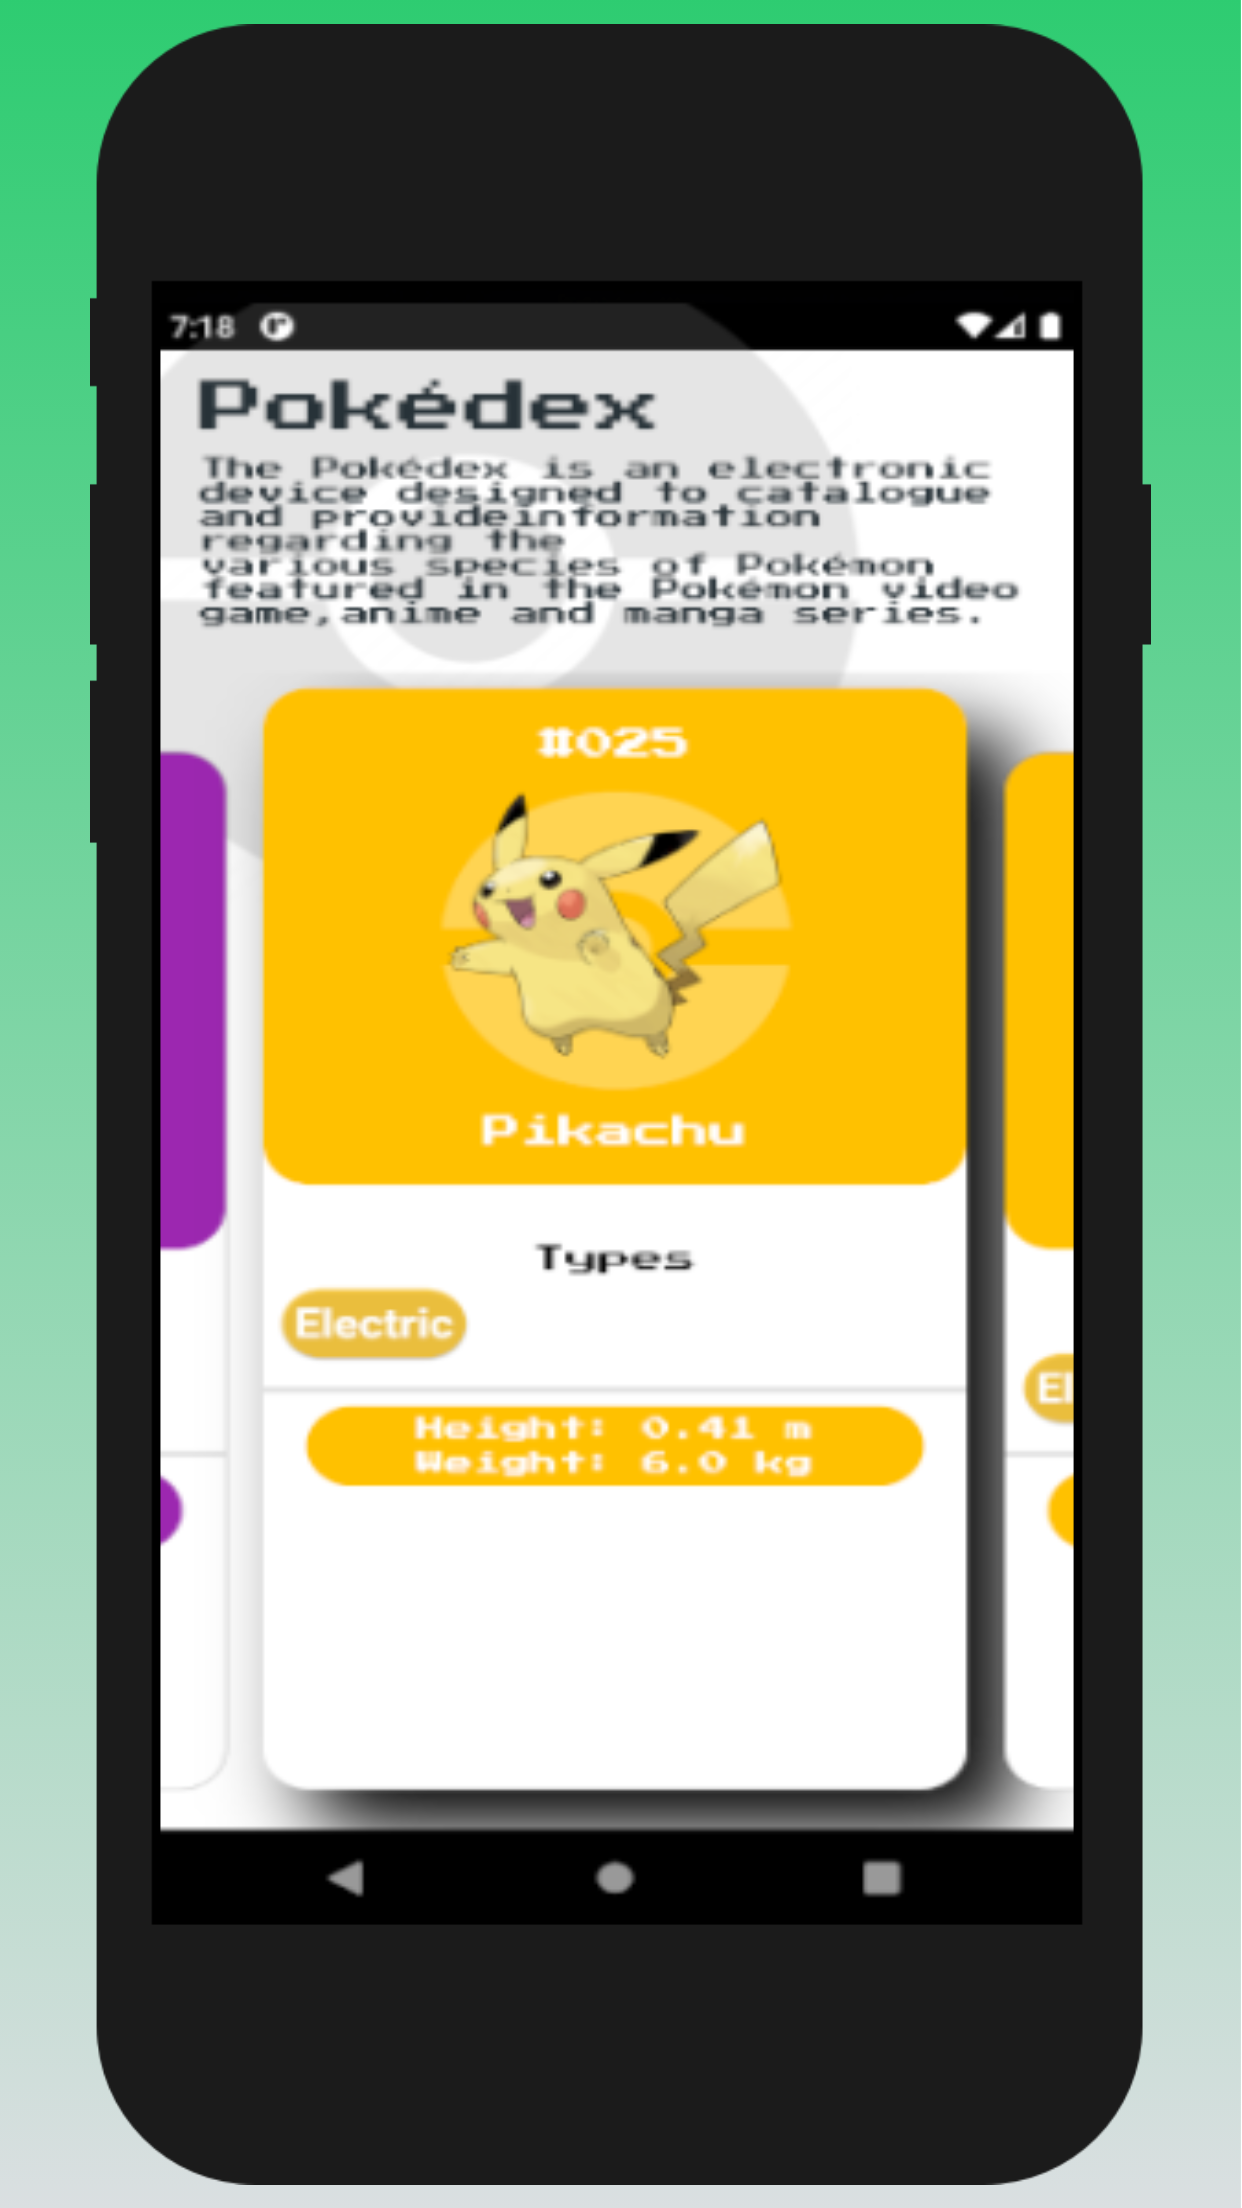 7:18
Pokédex
The Pokédex is an electronic
device designed to catalogue
and provideinformation
regarding the
various species of Pokémon
featured in the Pokémon video
game,anime and manga series.
#025
Pikachu
Types
Electric
El
Height: 0.41 m
Weight: 6.0 kg